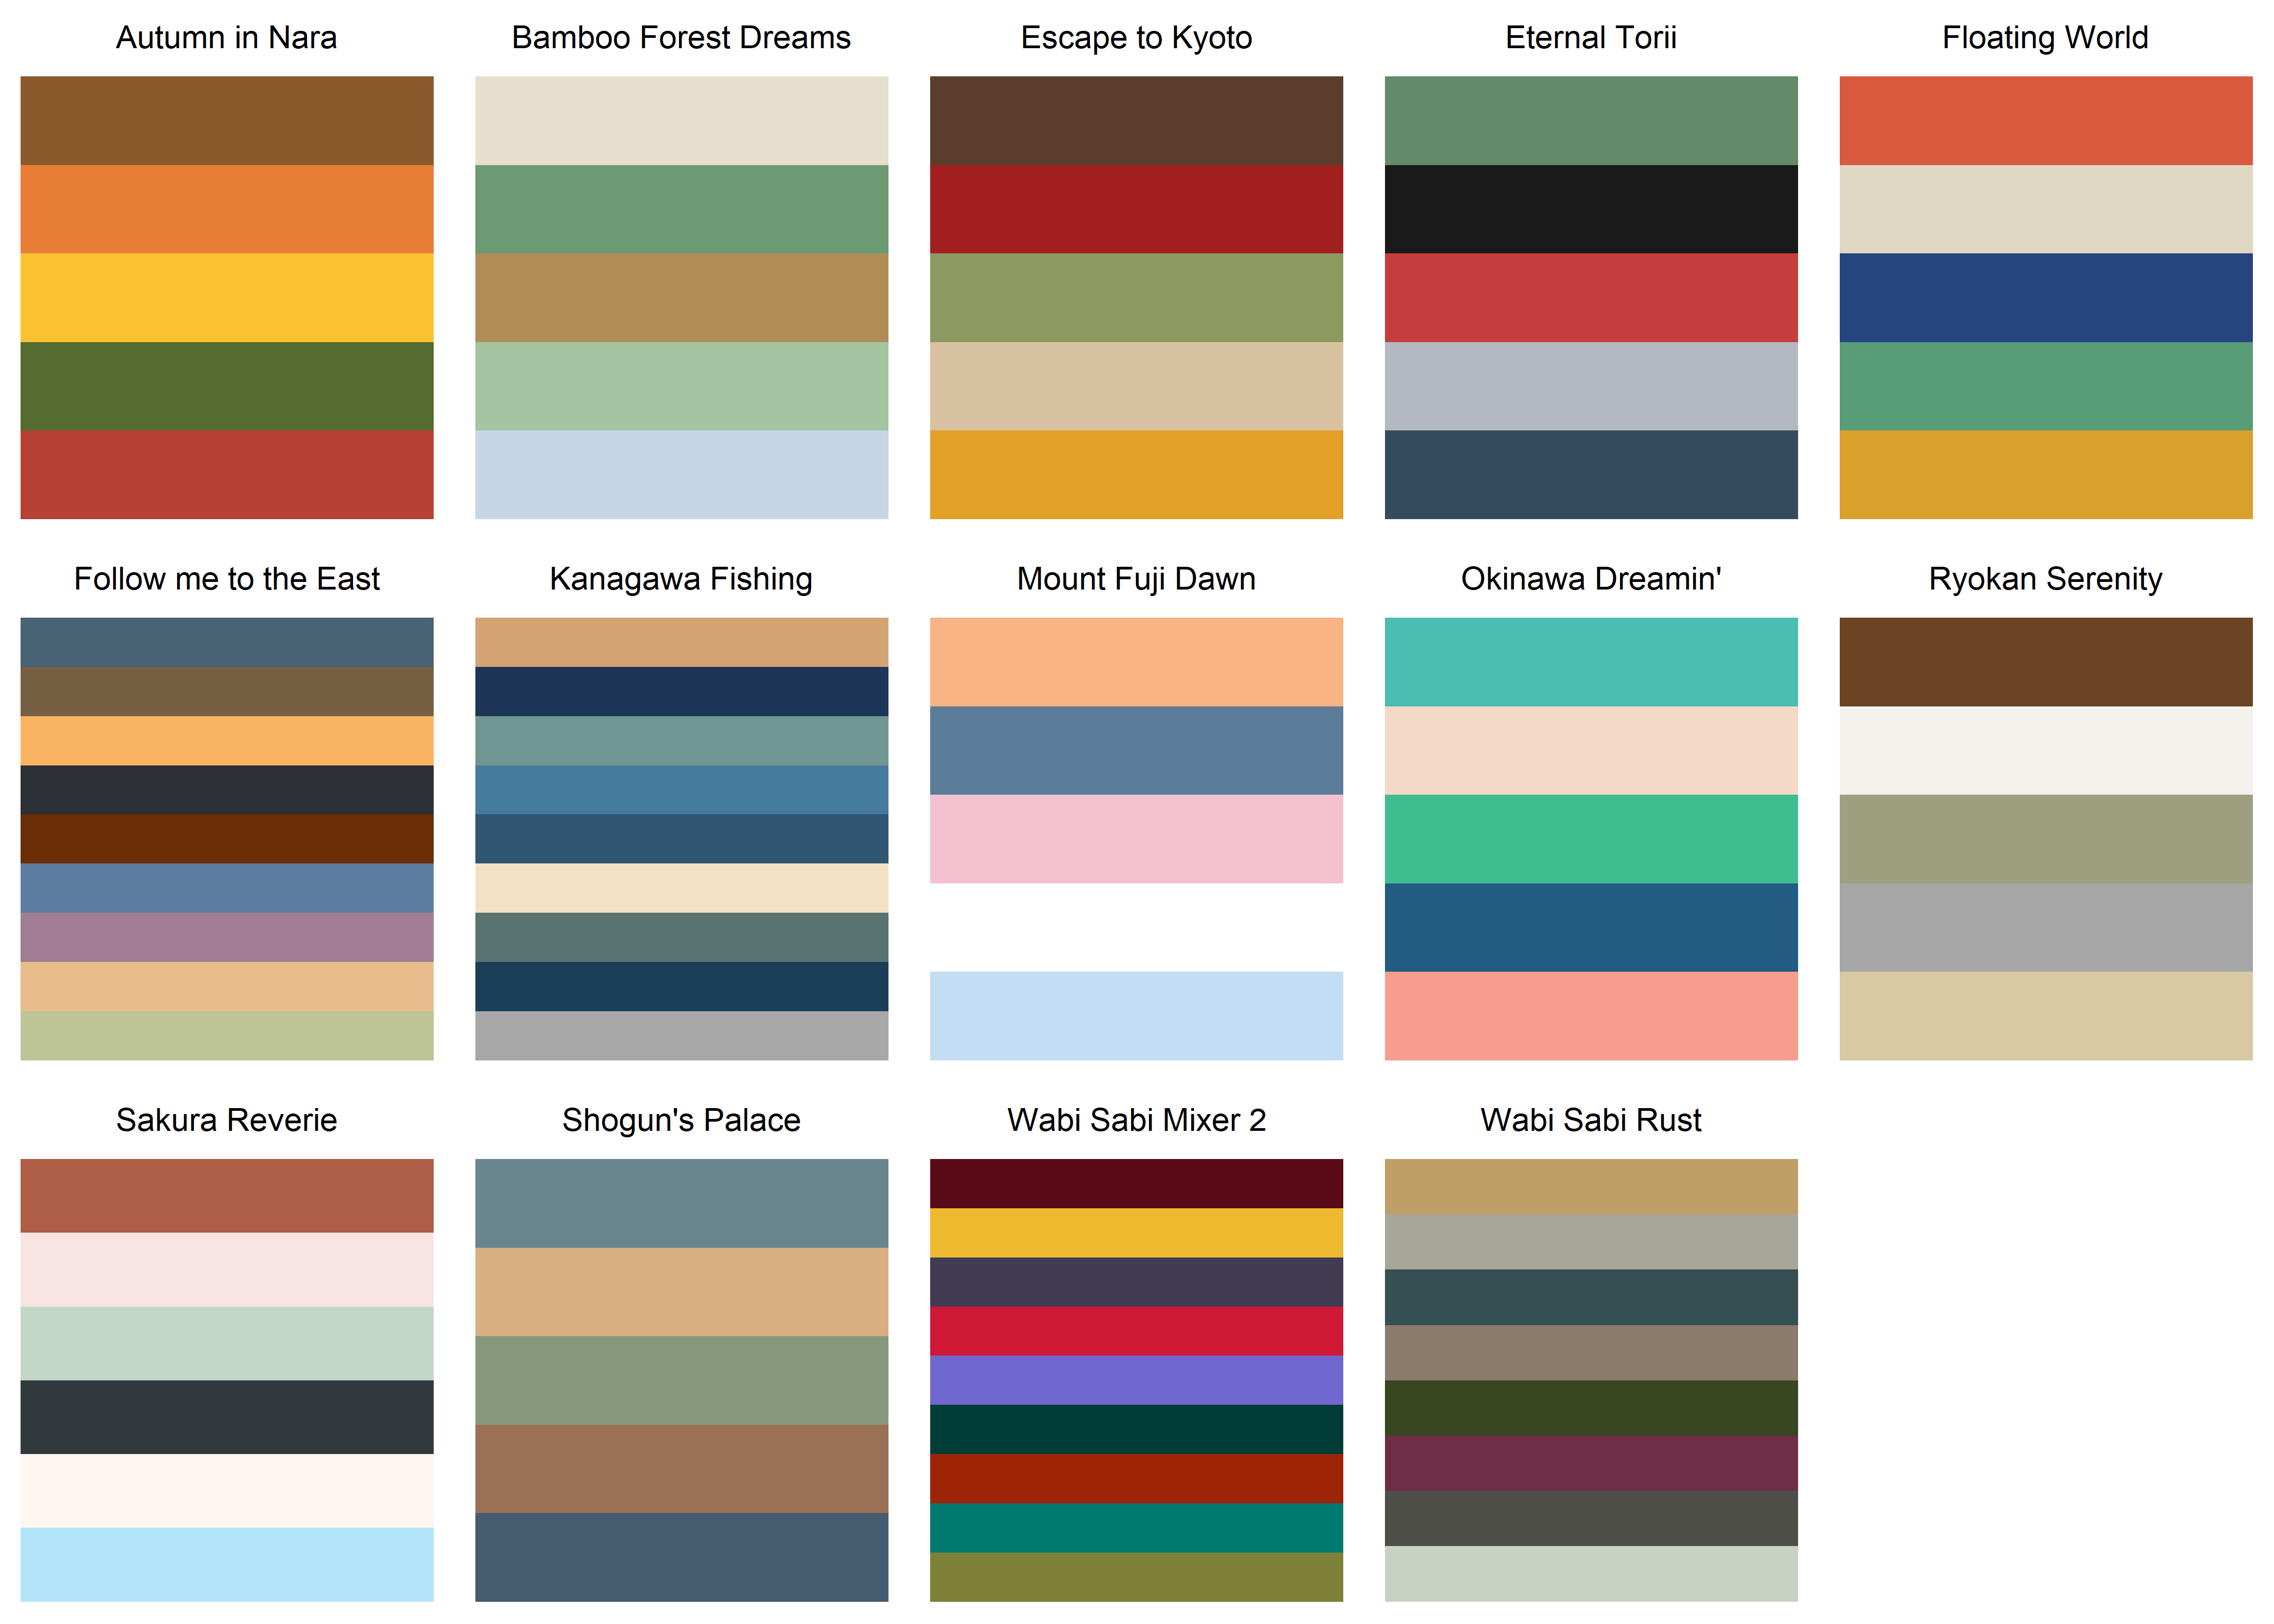 Autumn in Nara
Bamboo Forest Dreams
Escape to Kyoto
Eternal Torii
Floating World
Follow me to the East
Kanagawa Fishing
Mount Fuji Dawn
Okinawa Dreamin'
Ryokan Serenity
Sakura Reverie
Shogun's Palace
Wabi Sabi Mixer 2
Wabi Sabi Rust